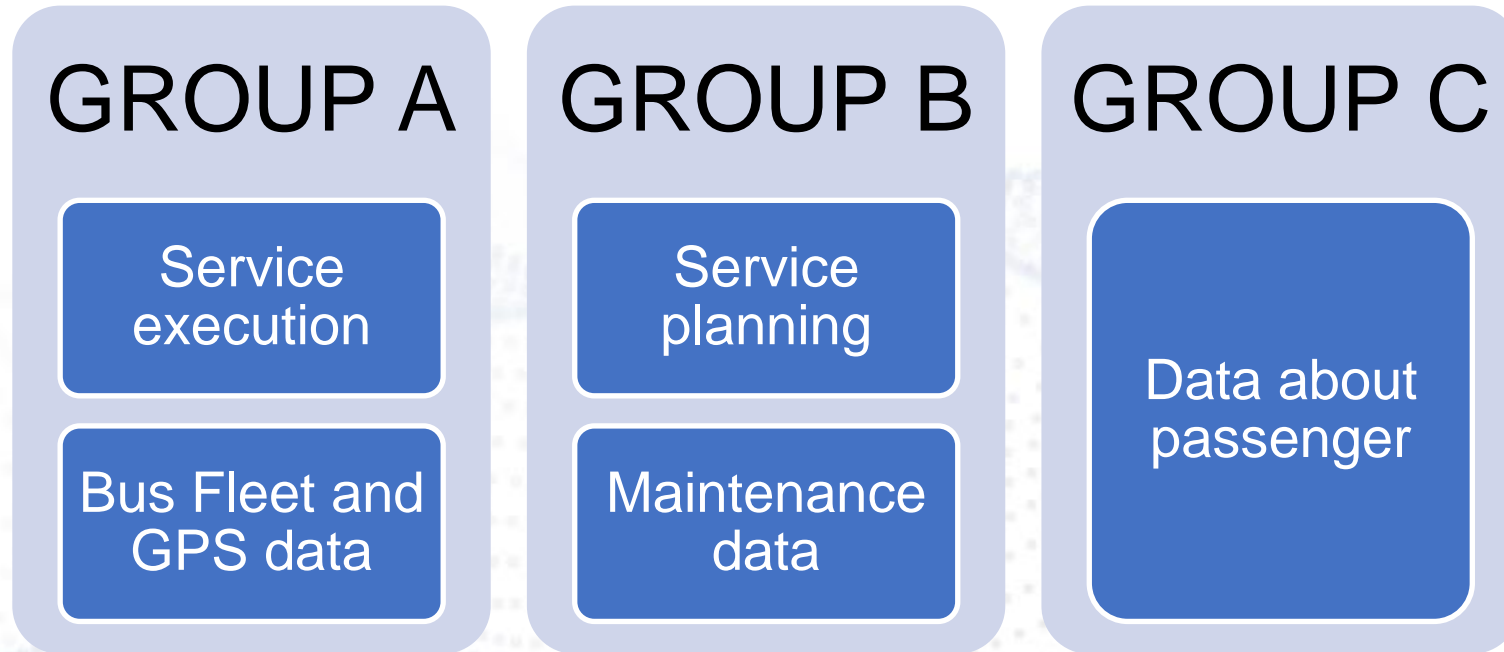 GROUP A
Service
execution
Bus Fleet and
GPS data
GROUP B
Service
planning
Maintenance
data
GROUP C
Data about
passenger